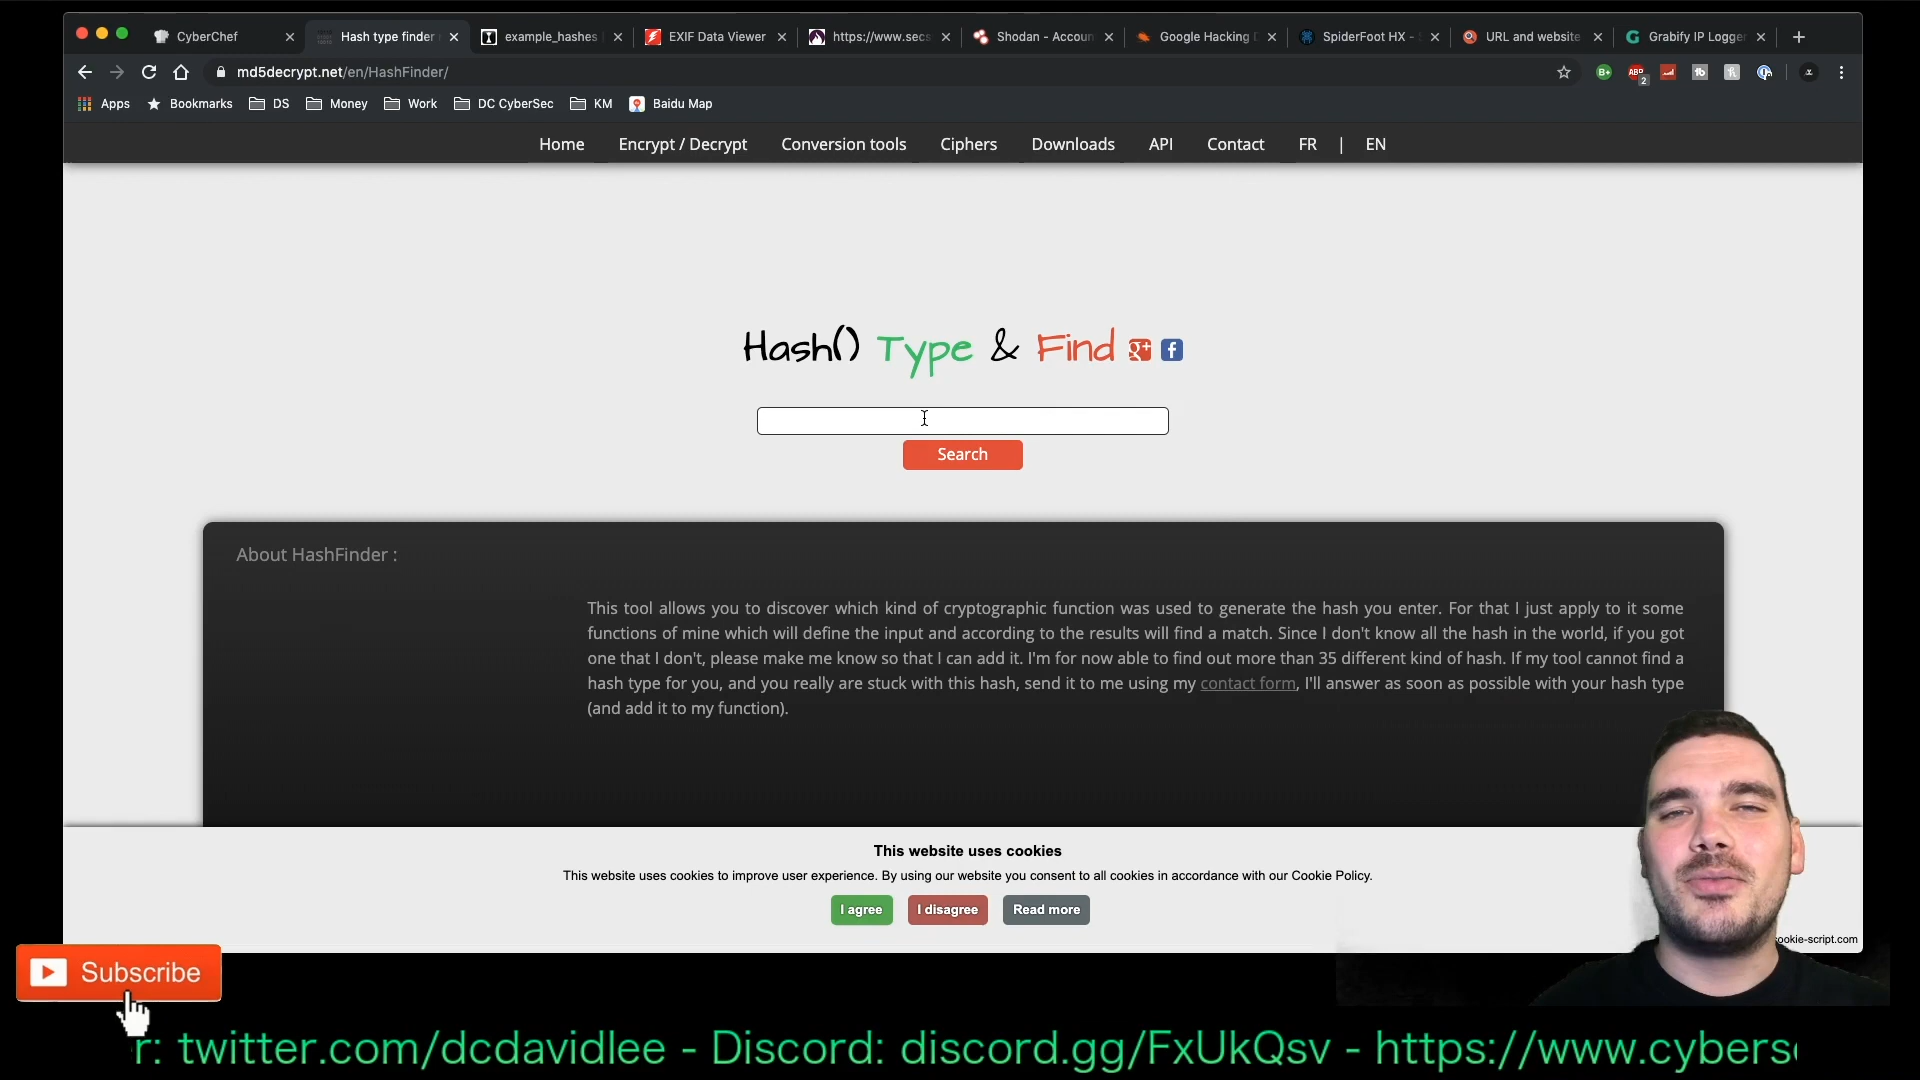 CyberChef
Hash type finder
example_hashes
EXIF Data Viewer
https://www.secs
Shodan - Accoun
Google Hacking D
SpiderFoot HX -
URL and website
Grabify IP Logger
md5decrypt.net/en/HashFinder/
B+
ABP
2
tb
Apps
Bookmarks
DS
Money
Work
DC CyberSec
KM
Baidu Map
Home
Encrypt / Decrypt
Conversion tools
Ciphers
Downloads
API
Contact
FR | EN
Hash() Type & Find
Search
About HashFinder :
This tool allows you to discover which kind of cryptographic function was used to generate the hash you enter. For that I just apply to it some
functions of mine which will define the input and according to the results will find a match. Since I don't know all the hash in the world, if you got
one that I don't, please make me know so that I can add it. I'm for now able to find out more than 35 different kind of hash. If my tool cannot find a
hash type for you, and you really are stuck with this hash, send it to me using my contact form, I'll answer as soon as possible with your hash type
(and add it to my function).
This website uses cookies
This website uses cookies to improve user experience. By using our website you consent to all cookies in accordance with our Cookie Policy.
I agree
I disagree
Read more
ookie-script.com
Subscribe
r: twitter.com/dcdavidlee - Discord: discord.gg/FxUkQsv - https://www.cyberse